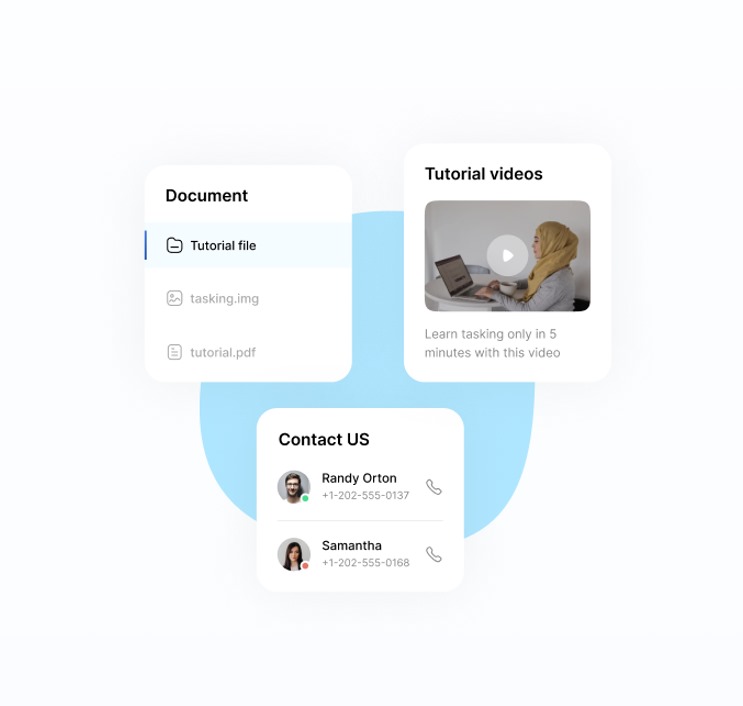 Document
Tutorial file
tasking.img
tutorial.pdf
Tutorial videos
Learn tasking only in 5
minutes with this video
Contact US
Randy Orton
+1-202-555-0137
Samantha
+1-202-555-0168